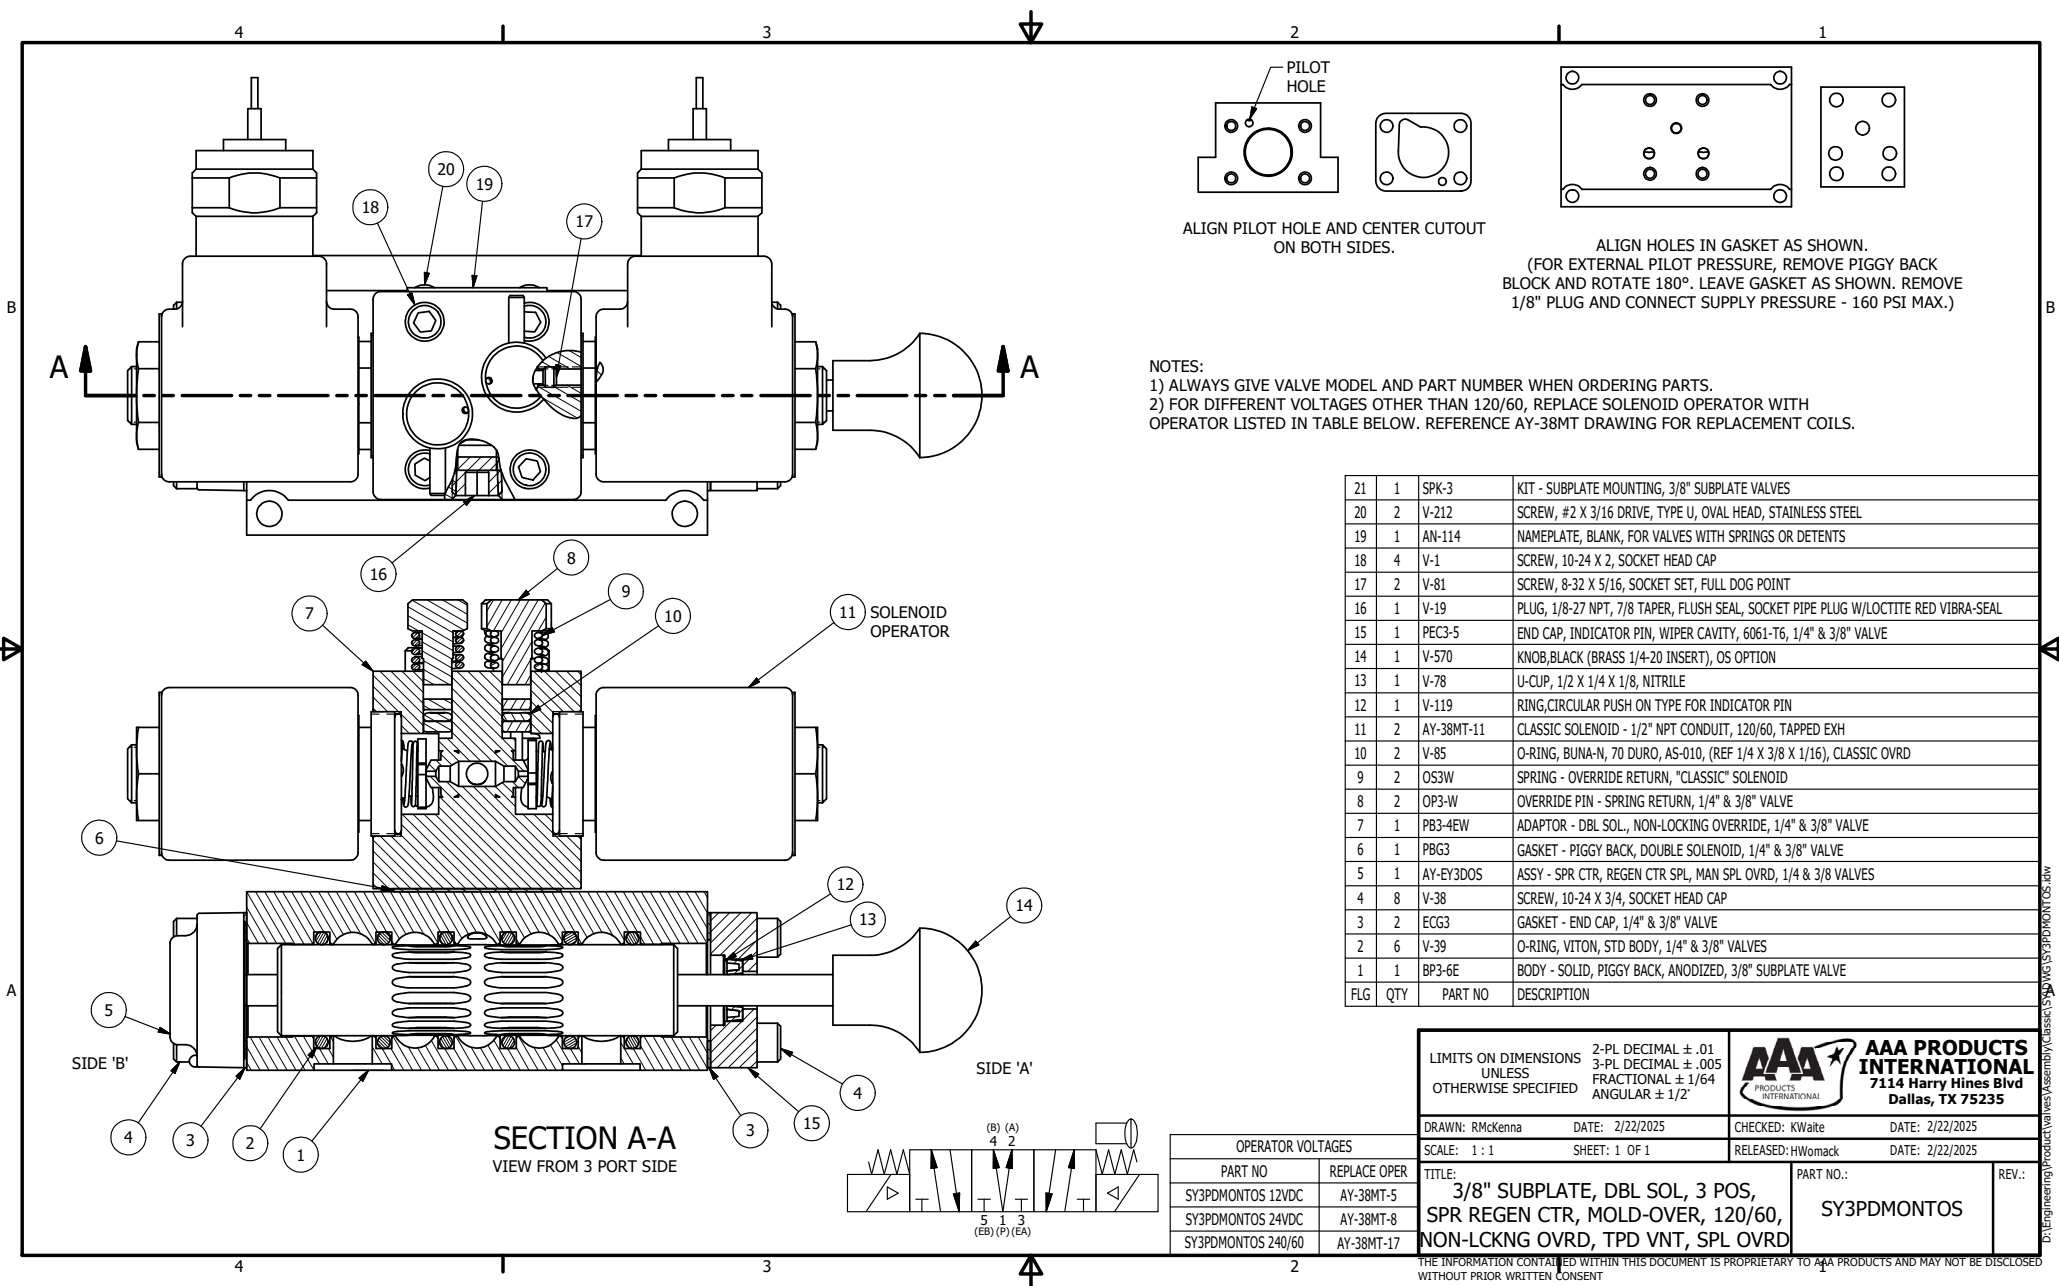 4
3
2
1
B
B
A
A
PILOT
HOLE
ALIGN PILOT HOLE AND CENTER CUTOUT
ON BOTH SIDES.
ALIGN HOLES IN GASKET AS SHOWN.
(FOR EXTERNAL PILOT PRESSURE, REMOVE PIGGY BACK
BLOCK AND ROTATE 180°. LEAVE GASKET AS SHOWN. REMOVE
1/8" PLUG AND CONNECT SUPPLY PRESSURE - 160 PSI MAX.)
20
19
18
17
A
A
16
NOTES:
1) ALWAYS GIVE VALVE MODEL AND PART NUMBER WHEN ORDERING PARTS.
2) FOR DIFFERENT VOLTAGES OTHER THAN 120/60, REPLACE SOLENOID OPERATOR WITH
OPERATOR LISTED IN TABLE BELOW. REFERENCE AY-38MT DRAWING FOR REPLACEMENT COILS.
8
7
9
10
11 SOLENOID
OPERATOR
6
12
13
14
5
SIDE 'B'
SIDE 'A'
4
3
2
1
3
15
4
SECTION A-A
VIEW FROM 3 PORT SIDE
21 1 SPK-3 KIT - SUBPLATE MOUNTING, 3/8" SUBPLATE VALVES
20 2 V-212 SCREW, #2 X 3/16 DRIVE, TYPE U, OVAL HEAD, STAINLESS STEEL
19 1 AN-114 NAMEPLATE, BLANK, FOR VALVES WITH SPRINGS OR DETENTS
18 4 V-1 SCREW, 10-24 X 2, SOCKET HEAD CAP
17 2 V-81 SCREW, 8-32 X 5/16, SOCKET SET, FULL DOG POINT
16 1 V-19 PLUG, 1/8-27 NPT, 7/8 TAPER, FLUSH SEAL, SOCKET PIPE PLUG W/LOCTITE RED VIBRA-SEAL
15 1 PEC3-5 END CAP, INDICATOR PIN, WIPER CAVITY, 6061-T6, 1/4" & 3/8" VALVE
14 1 V-570 KNOB,BLACK (BRASS 1/4-20 INSERT), OS OPTION
13 1 V-78 U-CUP, 1/2 X 1/4 X 1/8, NITRILE
12 1 V-119 RING,CIRCULAR PUSH ON TYPE FOR INDICATOR PIN
11 2 AY-38MT-11 CLASSIC SOLENOID - 1/2" NPT CONDUIT, 120/60, TAPPED EXH
10 2 V-85 O-RING, BUNA-N, 70 DURO, AS-010, (REF 1/4 X 3/8 X 1/16), CLASSIC OVRD
9 2 OS3W SPRING - OVERRIDE RETURN, "CLASSIC" SOLENOID
8 2 OP3-W OVERRIDE PIN - SPRING RETURN, 1/4" & 3/8" VALVE
7 1 PB3-4EW ADAPTOR - DBL SOL., NON-LOCKING OVERRIDE, 1/4" & 3/8" VALVE
6 1 PBG3 GASKET - PIGGY BACK, DOUBLE SOLENOID, 1/4" & 3/8" VALVE
5 1 AY-EY3DOS ASSY - SPR CTR, REGEN CTR SPL, MAN SPL OVRD, 1/4 & 3/8 VALVES
4 8 V-38 SCREW, 10-24 X 3/4, SOCKET HEAD CAP
3 2 ECG3 GASKET - END CAP, 1/4" & 3/8" VALVE
2 6 V-39 O-RING, VITON, STD BODY, 1/4" & 3/8" VALVES
1 1 BP3-6E BODY - SOLID, PIGGY BACK, ANODIZED, 3/8" SUBPLATE VALVE
FLG QTY PART NO DESCRIPTION
(B) (A)
4 2
5 1 3
(EB) (P) (EA)
OPERATOR VOLTAGES
PART NO REPLACE OPER
SY3PDMONTOS 12VDC AY-38MT-5
SY3PDMONTOS 24VDC AY-38MT-8
SY3PDMONTOS 240/60 AY-38MT-17
LIMITS ON DIMENSIONS
UNLESS
OTHERWISE SPECIFIED
2-PL DECIMAL ± .01
3-PL DECIMAL ± .005
FRACTIONAL ± 1/64
ANGULAR ± 1/2°
AAA
PRODUCTS
INTERNATIONAL
AAA PRODUCTS
INTERNATIONAL
7114 Harry Hines Blvd
Dallas, TX 75235
DRAWN: RMcKenna DATE: 2/22/2025 CHECKED: KWaite DATE: 2/22/2025
SCALE: 1 : 1 SHEET: 1 OF 1 RELEASED: HWomack DATE: 2/22/2025
TITLE:
3/8" SUBPLATE, DBL SOL, 3 POS,
SPR REGEN CTR, MOLD-OVER, 120/60,
NON-LCKNG OVRD, TPD VNT, SPL OVRD
PART NO.:
SY3PDMONTOS
REV.:
THE INFORMATION CONTAINED WITHIN THIS DOCUMENT IS PROPRIETARY TO AAA PRODUCTS AND MAY NOT BE DISCLOSED
WITHOUT PRIOR WRITTEN CONSENT
D:\Engineering\Product\valves\Assembly\Classic\SY\DWG\SY3PDMONTOS.idw
4
3
2
1